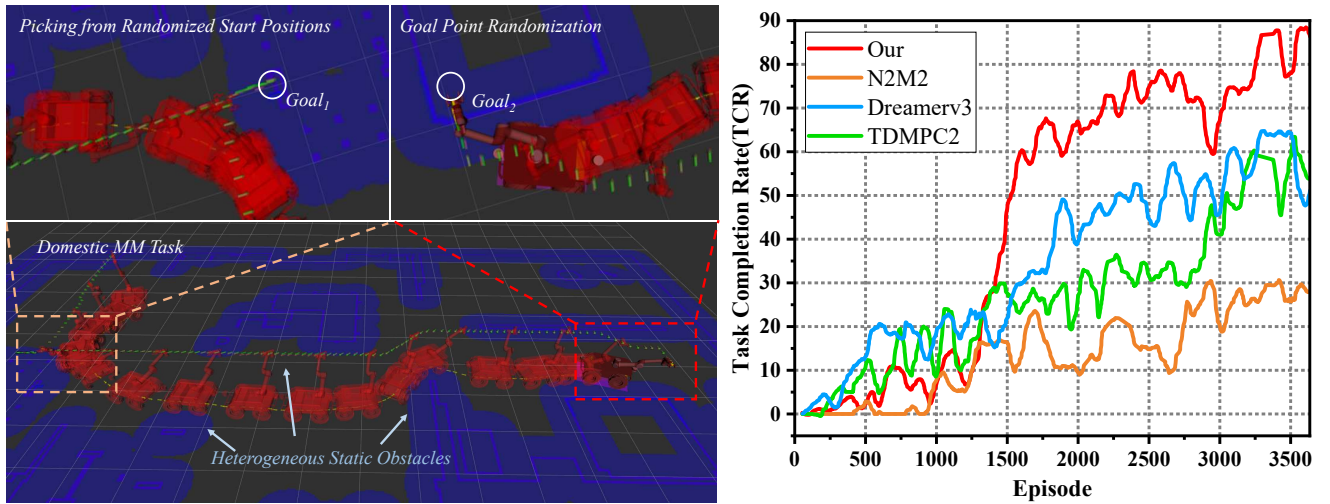 Picking from Randomized Start Positions
Goal1
Goal Point Randomization
Goal2
Domestic MM Task
Heterogeneous Static Obstacles
Task Completion Rate(TCR)
90
80
70
60
50
40
30
20
10
0
Our
N2M2
Dreamerv3
TDMPC2
0 500 1000 1500 2000 2500 3000 3500
Episode